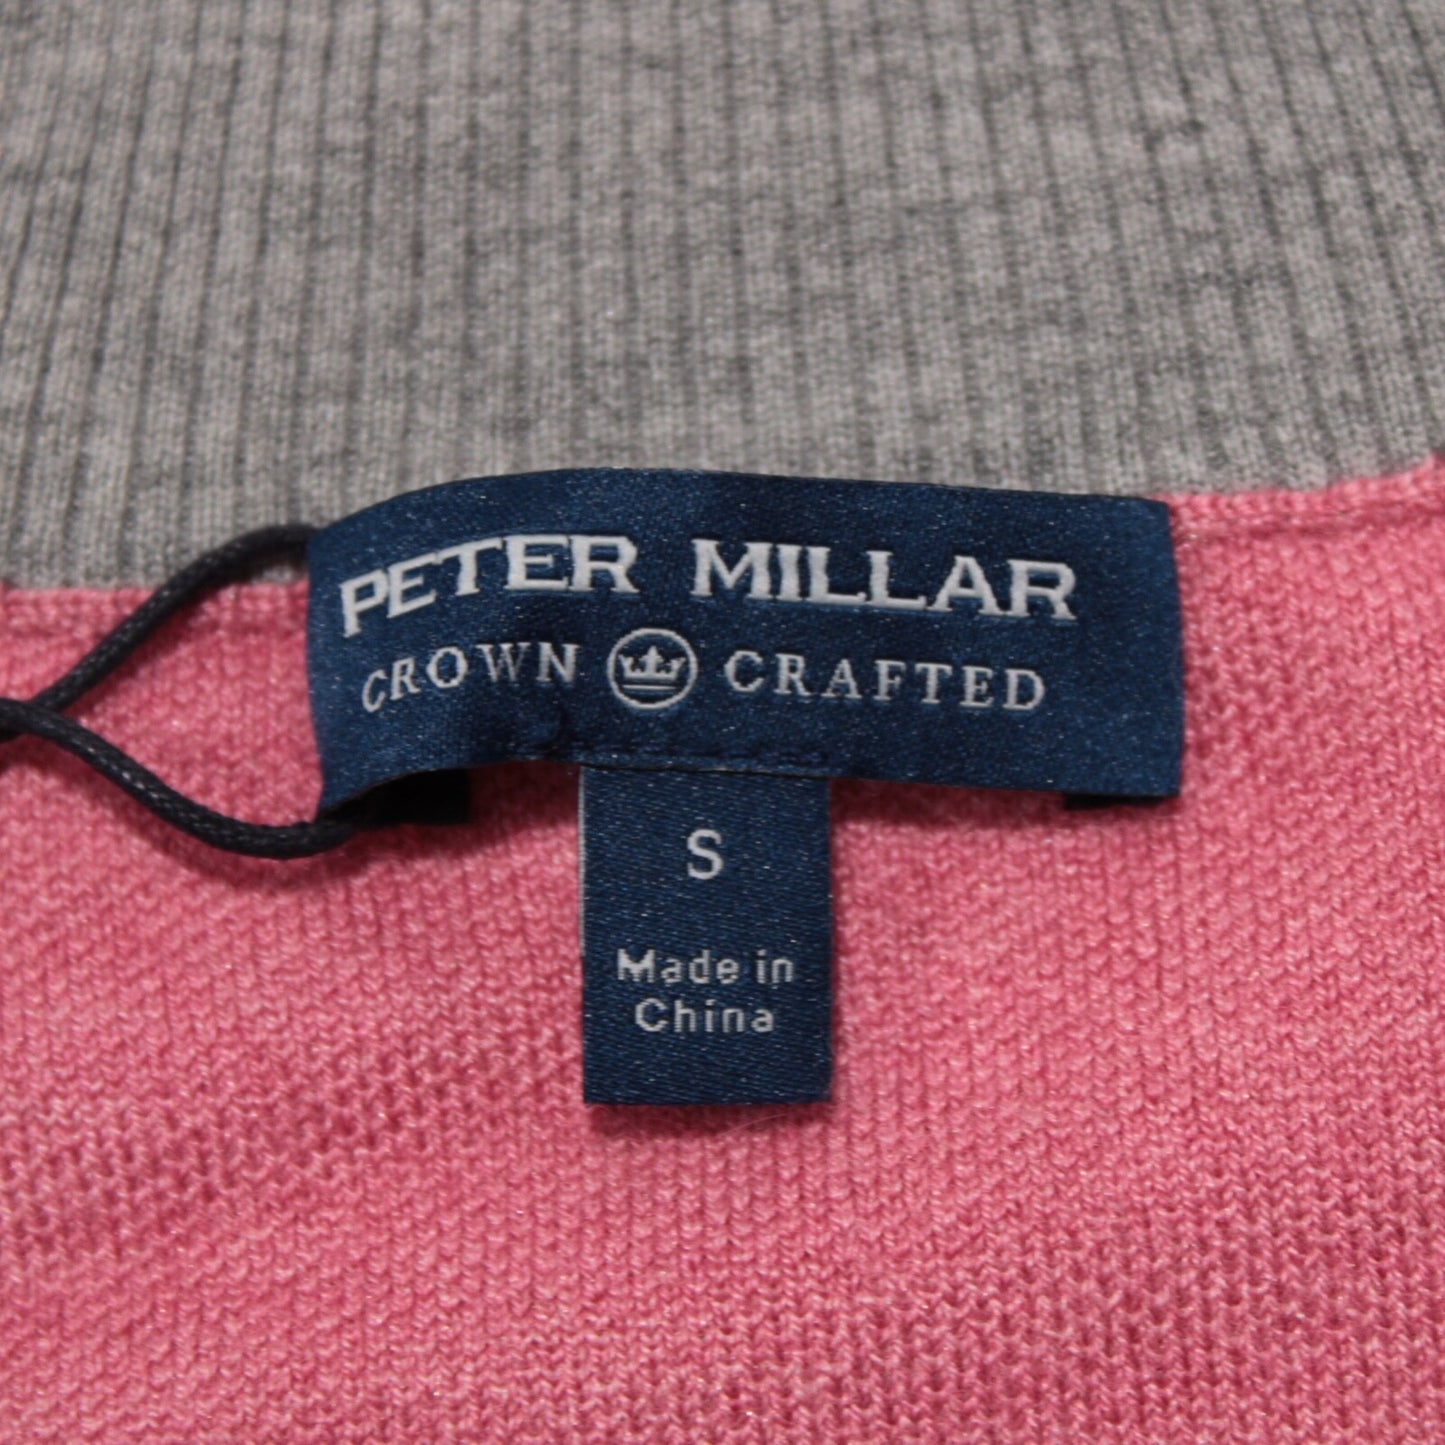 PETER MILLAR
CROWN CRAFTED
S
Made in
China